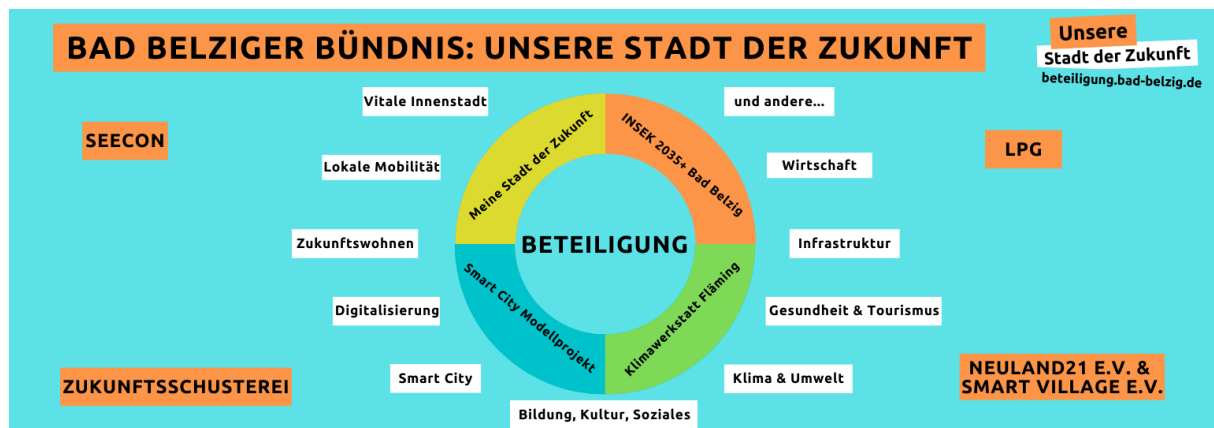 BAD BELZIGER BÜNDNIS: UNSERE STADT DER ZUKUNFT
Unsere
Stadt der Zukunft
beteiligung.bad-belzig.de
Vitale Innenstadt
und andere...
SEECON
LPG
Lokale Mobilität
Wirtschaft
Meine Stadt der Zukunft
INSEK 2035+ Bad Belzig
Zukunftswohnen
BETEILIGUNG
Infrastruktur
Smart City Modellprojekt
Klimawerkstatt Fläming
Digitalisierung
Gesundheit & Tourismus
ZUKUNFTSSCHUSTEREI
Smart City
Klima & Umwelt
NEULAND21 E.V. &
SMART VILLAGE E.V.
Bildung, Kultur, Soziales